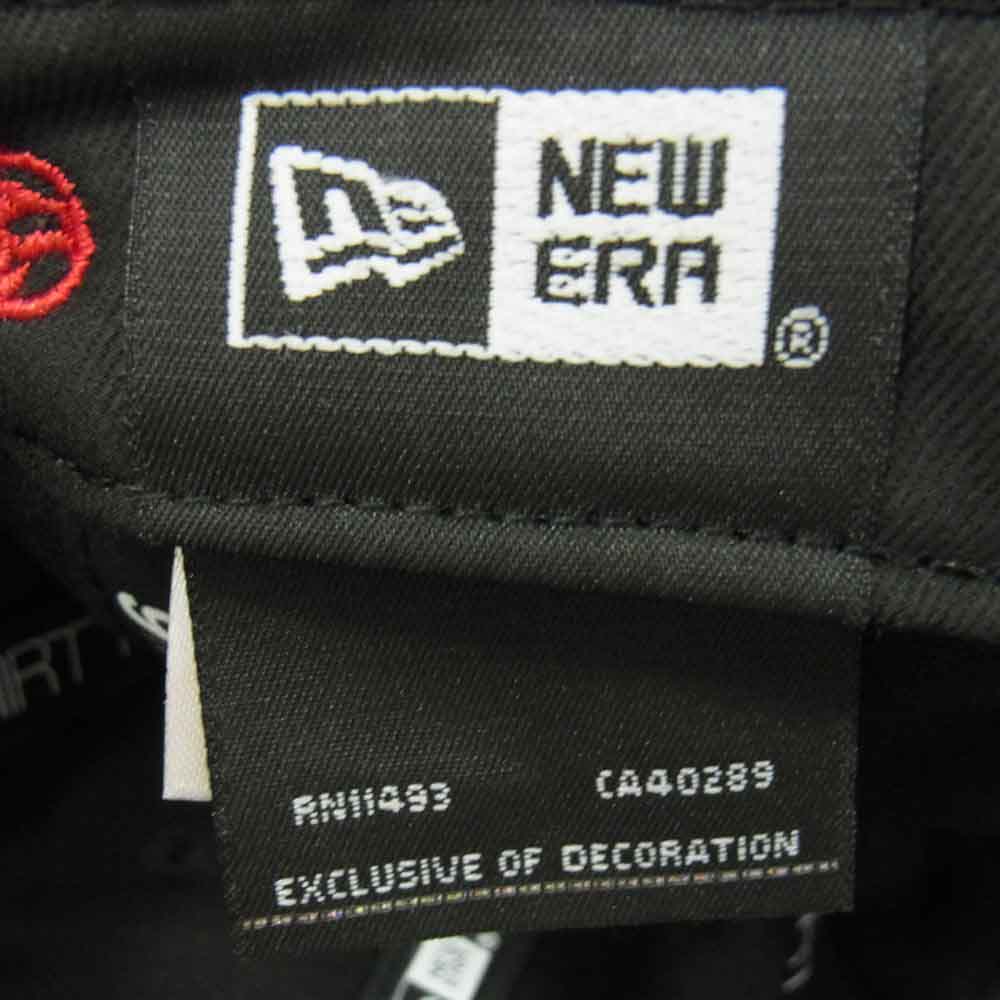 NEW
ERA
®
RN11493 CA40289
EXCLUSIVE OF DECORATION